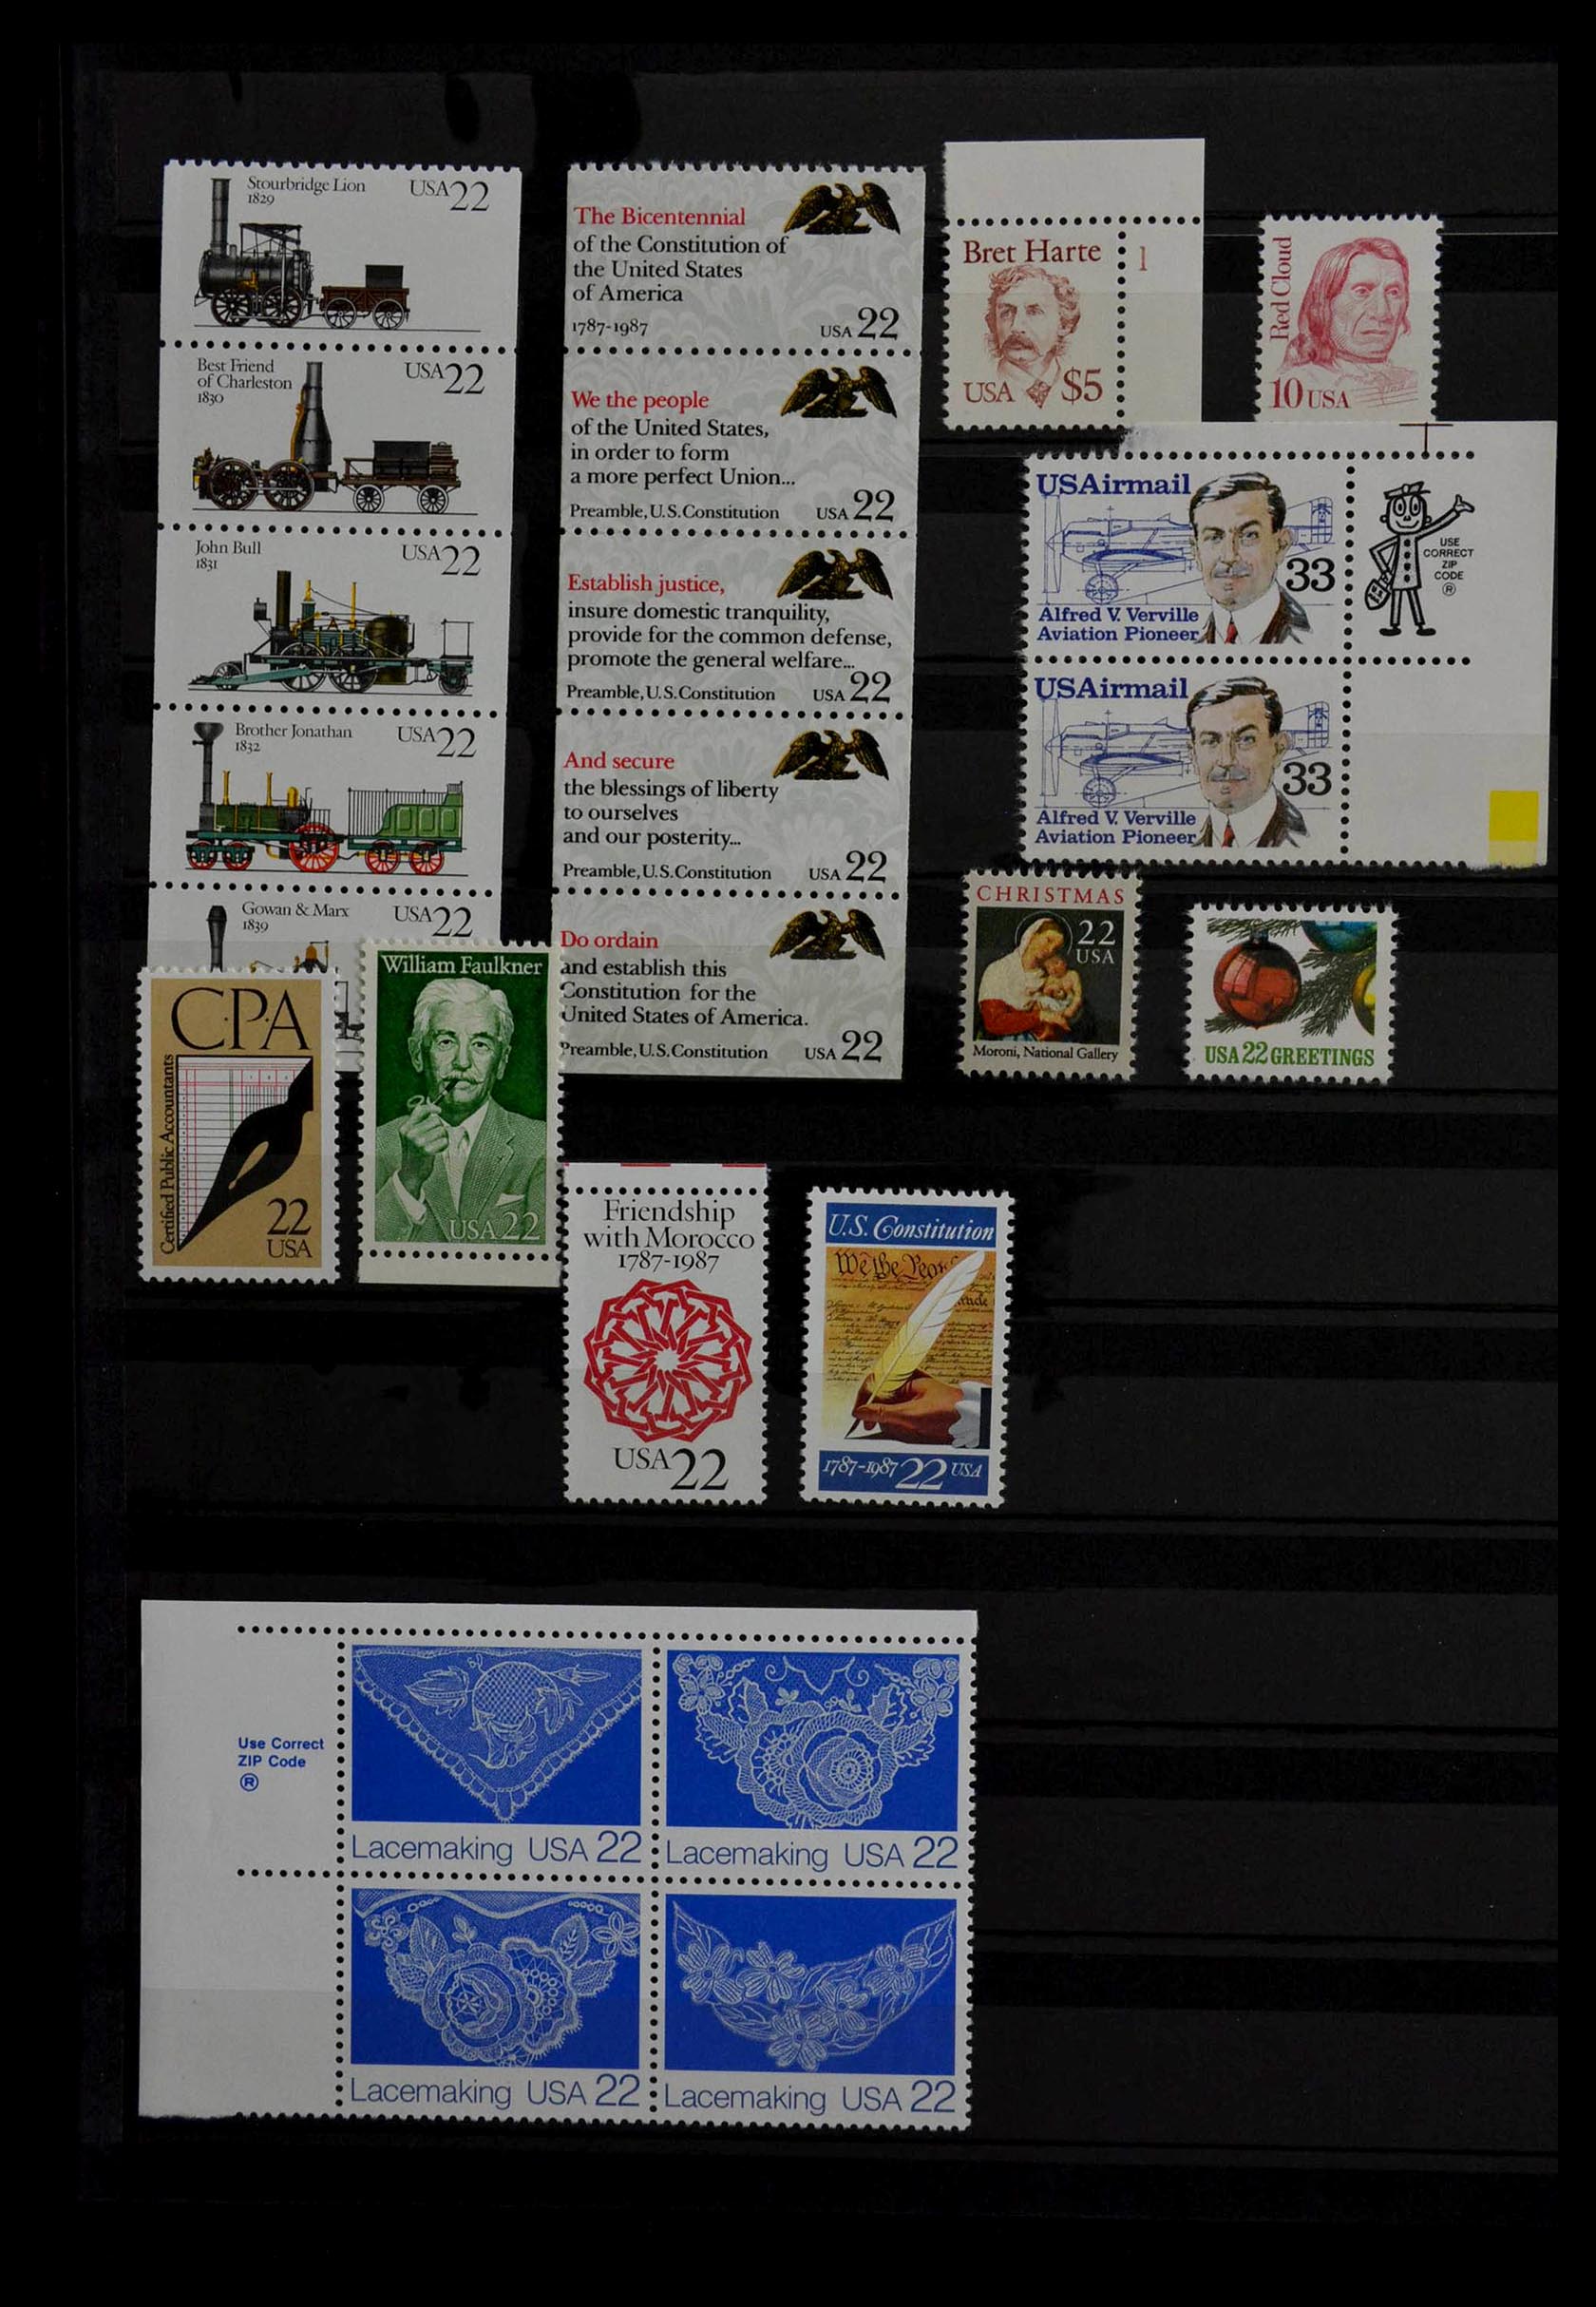 Stourbridge Lion
1829
USA22
Best Friend
of Charleston
1830
USA22
John Bull
1831
USA22
Brother Jonathan
1832
USA22
Gowan & Marx
1839
USA22
The Bicentennial
of the Constitution of
the United States
of America
1787-1987
USA 22
We the people
of the United States,
in order to form
a more perfect Union...
Preamble, U.S. Constitution
USA 22
Establish justice,
insure domestic tranquility,
provide for the common defense,
promote the general welfare...
Preamble, U.S. Constitution
USA 22
And secure
the blessings of liberty
to ourselves
and our posterity...
Preamble, U.S. Constitution
USA 22
Do ordain
and establish this
Constitution for the
United States of America.
Preamble, U.S. Constitution
USA 22
Bret Harte
USA $5
1
Red Cloud
10 USA
USAirmail
33
Alfred V. Verville
Aviation Pioneer
USE
CORRECT
ZIP
CODE
®
USAirmail
33
Alfred V. Verville
Aviation Pioneer
CHRISTMAS
22
USA
Moroni, National Gallery
USA 22 GREETINGS
C·P·A
Certified Public Accountants
22
USA
William Faulkner
USA 22
Friendship
with Morocco
1787-1987
USA22
U.S. Constitution
We the Peop
1787-1987 22 USA
Use Correct
ZIP Code
®
Lacemaking USA 22
Lacemaking USA 22
Lacemaking USA 22
Lacemaking USA 22